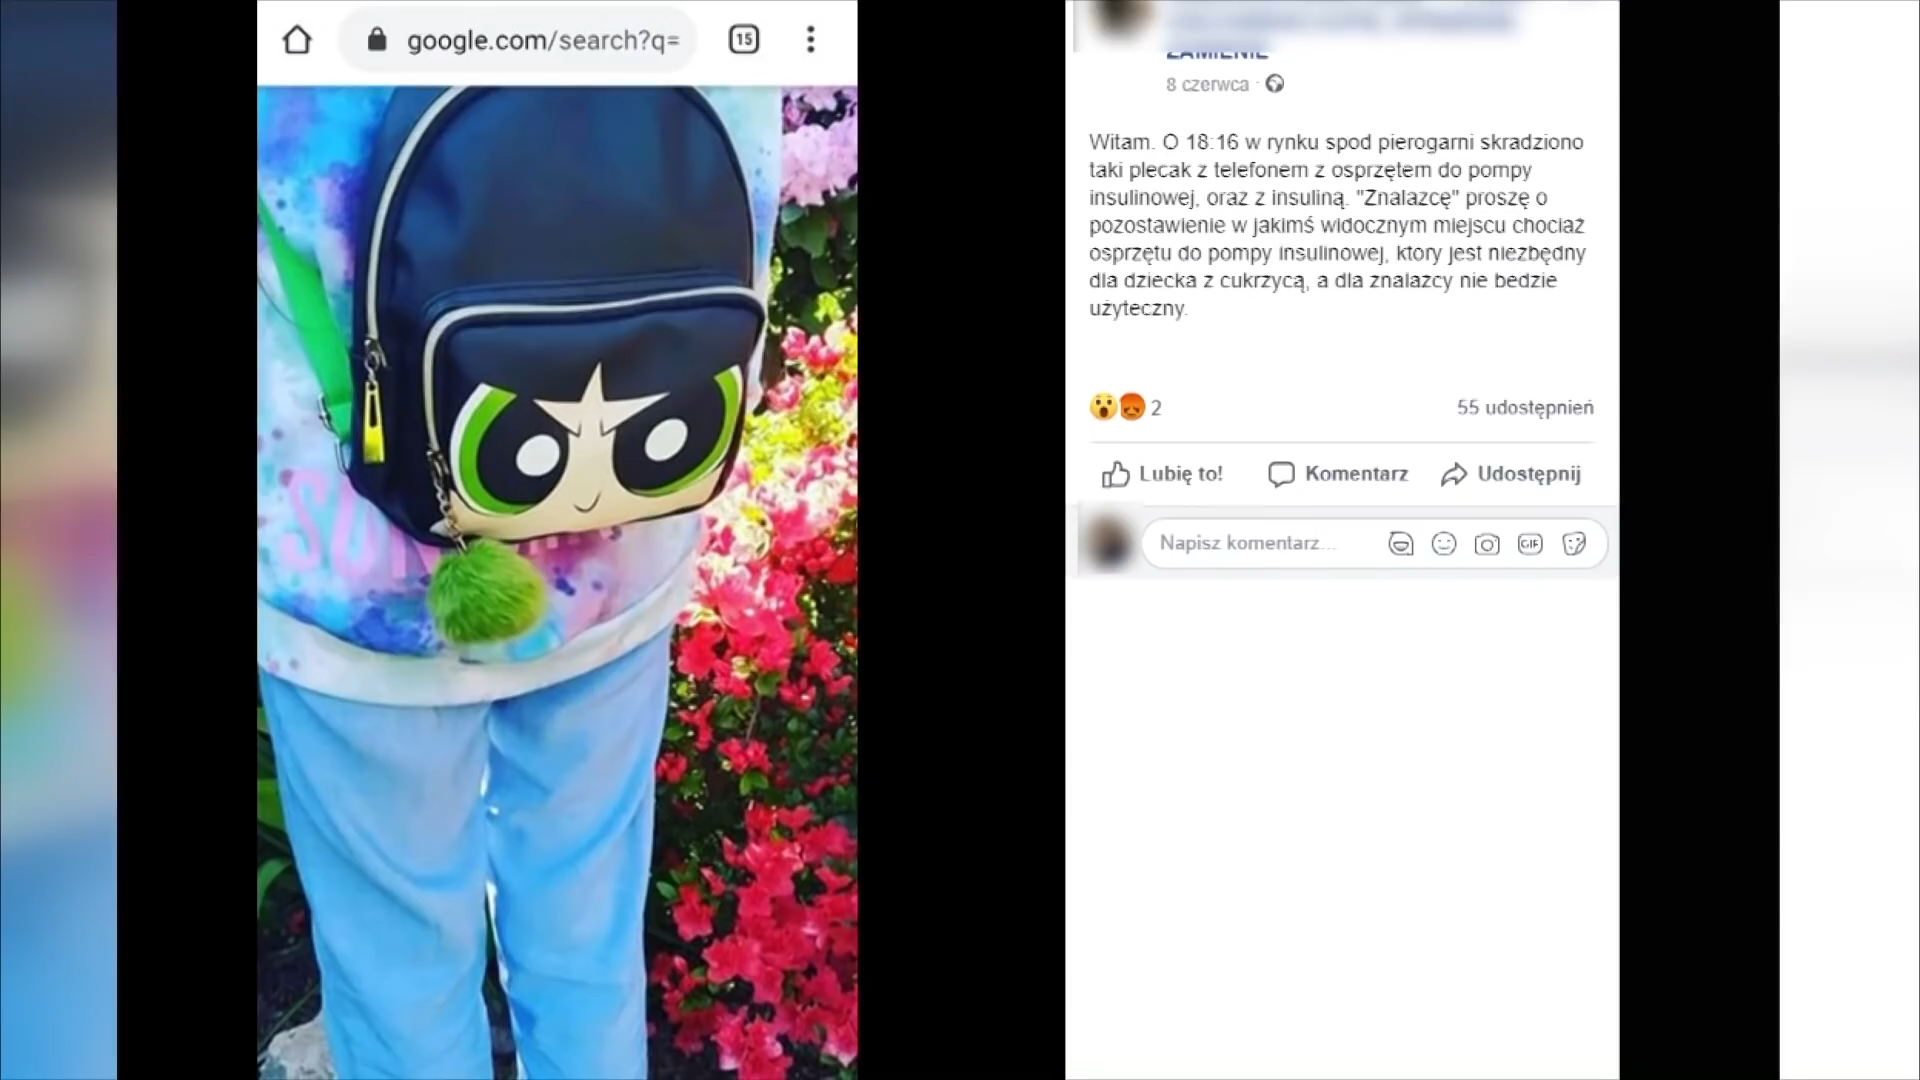 google.com/search?q=
15
ZAMIENIĘ
8 czerwca ·
Witam. O 18:16 w rynku spod pierogarni skradziono
taki plecak z telefonem z osprzętem do pompy
insulinowej, oraz z insuliną. "Znalazcę" proszę o
pozostawienie w jakimś widocznym miejscu chociaż
osprzętu do pompy insulinowej, ktory jest niezbędny
dla dziecka z cukrzycą, a dla znalazcy nie bedzie
użyteczny.
2
55 udostępnień
Lubię to!
Komentarz
Udostępnij
Napisz komentarz...
GIF